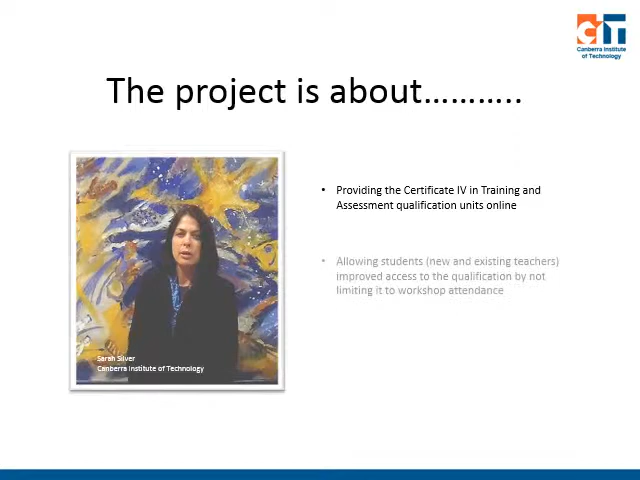 CIT
Canberra Institute
of Technology
The project is about………..
• Providing the Certificate IV in Training and
Assessment qualification units online
• Allowing students (new and existing teachers)
improved access to the qualification by not
limiting it to workshop attendance
Sarah Silver
Canberra Institute of Technology